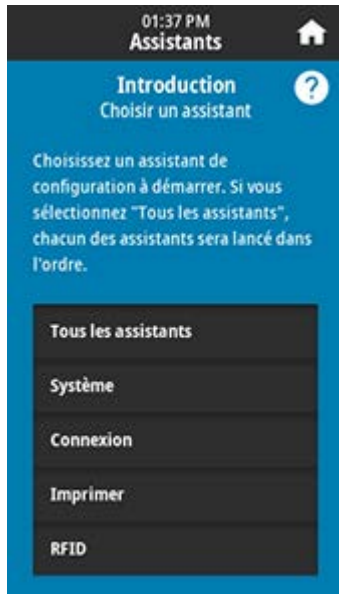 01:37 PM
Assistants
Introduction
?
Choisir un assistant
Choisissez un assistant de
configuration à démarrer. Si vous
sélectionnez "Tous les assistants",
chacun des assistants sera lancé dans
l'ordre.
Tous les assistants
Système
Connexion
Imprimer
RFID